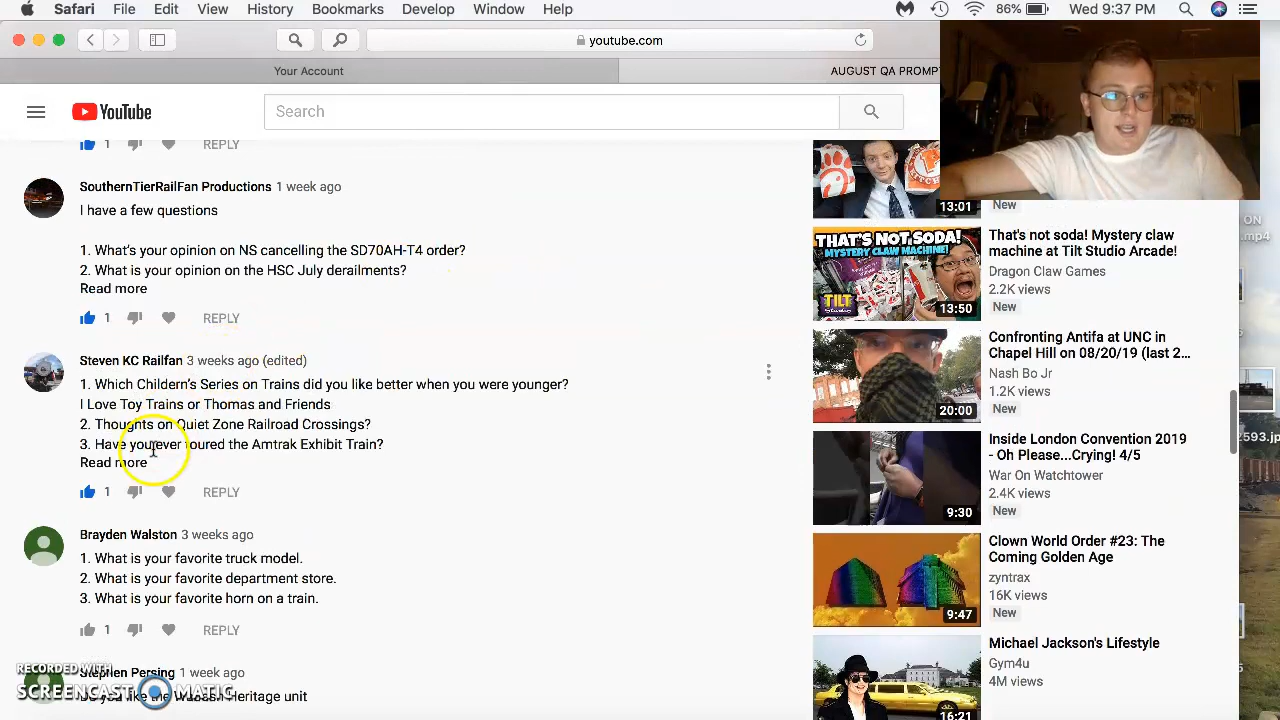 Safari File Edit View History Bookmarks Develop Window Help 86% Wed 9:37 PM
youtube.com
Your Account
AUGUST QA PROMPT
YouTube
Search
1 REPLY
SouthernTierRailFan Productions 1 week ago
I have a few questions
1. What's your opinion on NS cancelling the SD70AH-T4 order?
2. What is your opinion on the HSC July derailments?
Read more
1 REPLY
Steven KC Railfan 3 weeks ago (edited)
1. Which Childern's Series on Trains did you like better when you were younger?
I Love Toy Trains or Thomas and Friends
2. Thoughts on Quiet Zone Railroad Crossings?
3. Have you ever toured the Amtrak Exhibit Train?
Read more
1 REPLY
Brayden Walston 3 weeks ago
1. What is your favorite truck model.
2. What is your favorite department store.
3. What is your favorite horn on a train.
1 REPLY
Stephen Persing 1 week ago
heritage unit
RECORDED WITH
SCREENCAST MATIC
13:01
New
THAT'S NOT SODA!
MYSTERY CLAW MACHINE!
TILT
13:50
That's not soda! Mystery claw
machine at Tilt Studio Arcade!
Dragon Claw Games
2.2K views
New
20:00
Confronting Antifa at UNC in
Chapel Hill on 08/20/19 (last 2...
Nash Bo Jr
1.2K views
New
9:30
Inside London Convention 2019
- Oh Please...Crying! 4/5
War On Watchtower
2.4K views
New
9:47
Clown World Order #23: The
Coming Golden Age
zyntrax
16K views
New
16:21
Michael Jackson's Lifestyle
Gym4u
4M views
ON
.mp4
2593.jp